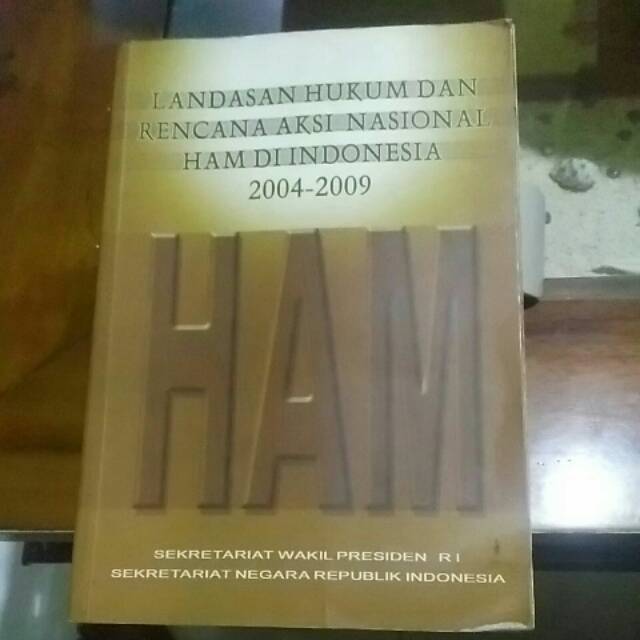 LANDASAN HUKUM DAN
RENCANA AKSI NASIONAL
HAM DI INDONESIA
2004-2009
HAM
SEKRETARIAT WAKIL PRESIDEN R I
SEKRETARIAT NEGARA REPUBLIK INDONESIA